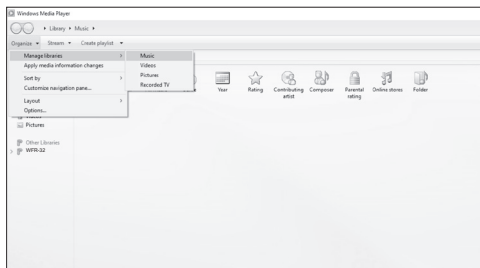 Windows Media Player
Library Music
Organize Stream Create playlist
Manage libraries
Apply media information changes
Sort by
Customize navigation pane...
Layout
Options...
Music
Videos
Pictures
Recorded TV
Year
Rating
Contributing
artist
Composer
Parental
rating
Online stores
Folder
Pictures
Other Libraries
WFR-32